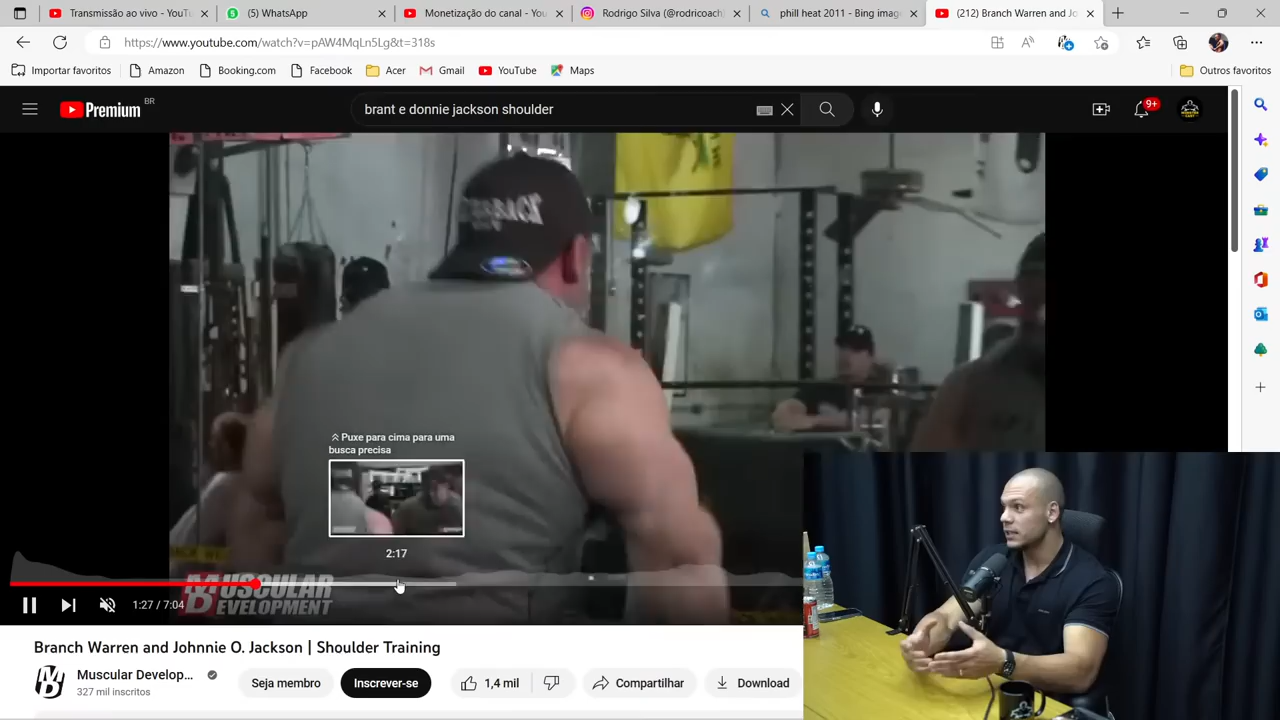 Transmissão ao vivo - YouTu
(5) WhatsApp
Monetização do canal - You
Rodrigo Silva (@rodricoach)
phill heat 2011 - Bing image
(212) Branch Warren and Jo
https://www.youtube.com/watch?v=pAW4MqLn5Lg&t=318s
Importar favoritos
Amazon
Booking.com
Facebook
Acer
Gmail
YouTube
Maps
Outros favoritos
Premium BR
brant e donnie jackson shoulder
9+
Puxe para cima para uma
busca precisa
2:17
MUSCULAR
DEVELOPMENT
1:27 / 7:04
Branch Warren and Johnnie O. Jackson | Shoulder Training
Muscular Develop...
327 mil inscritos
Seja membro
Inscrever-se
1,4 mil
Compartilhar
Download